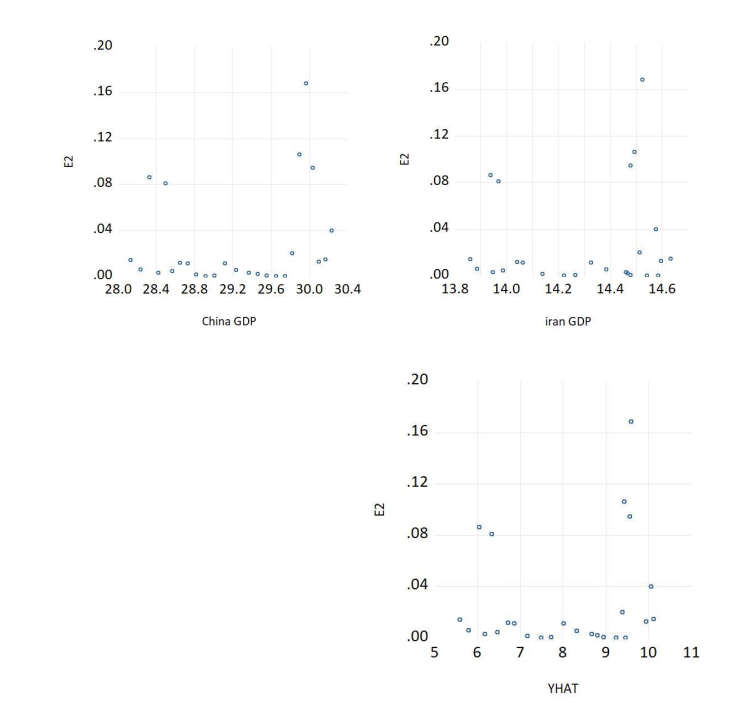 .20
.16
.12
E2
.08
.04
.00
28.0 28.4 28.8 29.2 29.6 30.0 30.4
China GDP
.20
.16
.12
E2
.08
.04
.00
13.8 14.0 14.2 14.4 14.6
iran GDP
.20
.16
.12
E2
.08
.04
.00
5 6 7 8 9 10 11
YHAT